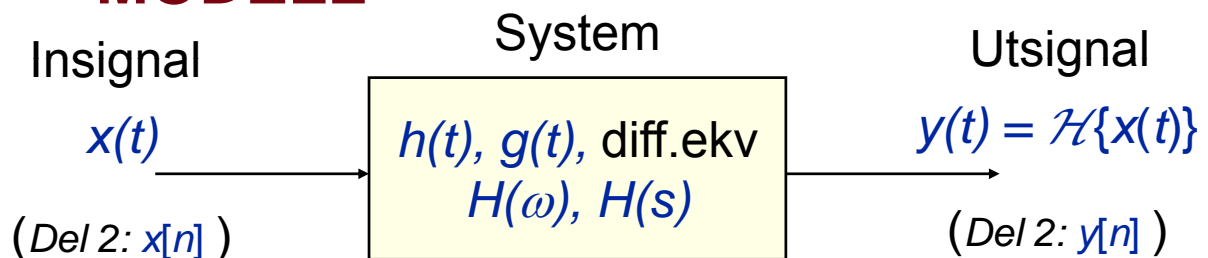 Insignal
System
Utsignal
x(t)
h(t), g(t), diff.ekv
H(ω), H(s)
y(t) = ℋ{x(t)}
(Del 2: x[n] )
(Del 2: y[n] )